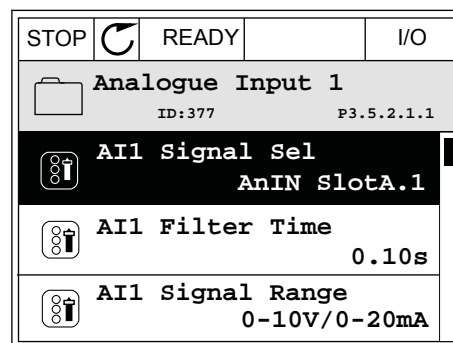 STOP READY I/O
Analogue Input 1
ID:377 P3.5.2.1.1
AI1 Signal Sel
AnIN SlotA.1
AI1 Filter Time
0.10s
AI1 Signal Range
0-10V/0-20mA